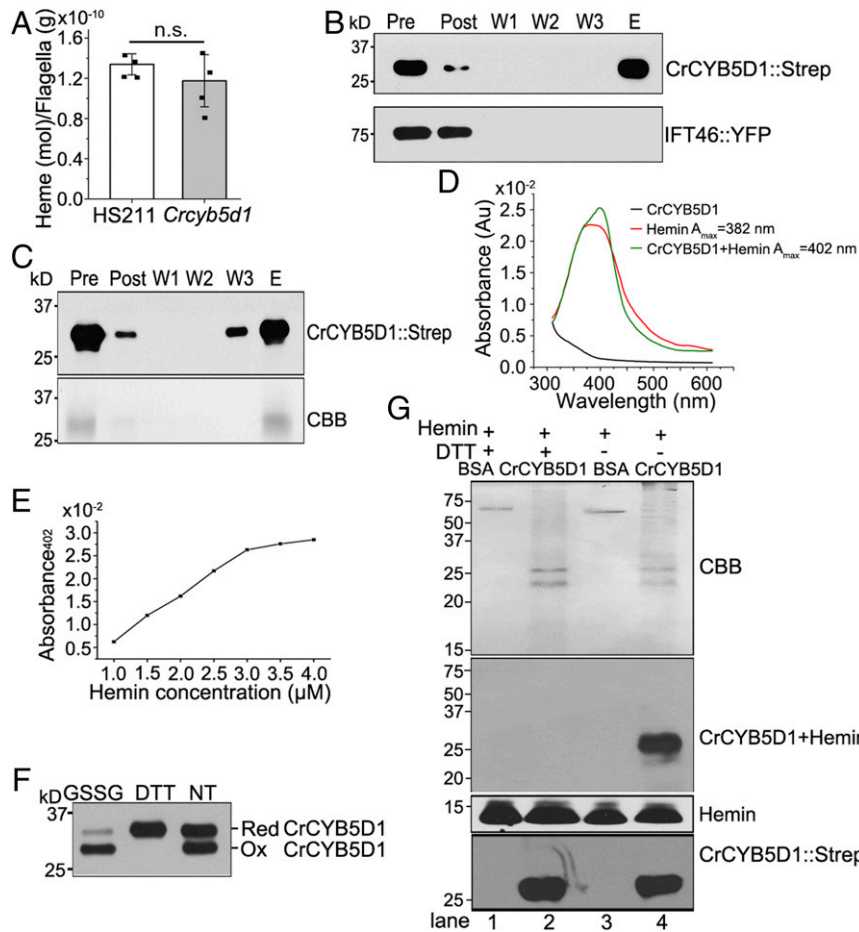 A
×10⁻¹⁰
n.s.
Heme (mol)/Flagella (g)
1.6
1.2
0.8
0.4
0.0
HS211 Crcyb5d1
B
kD Pre Post W1 W2 W3 E
37
25
CrCYB5D1::Strep
75
IFT46::YFP
C
kD Pre Post W1 W2 W3 E
37
25
CrCYB5D1::Strep
37
25
CBB
D
×10⁻²
Absorbance (Au)
2.5
2.0
1.5
1.0
0.5
0
300 400 500 600
Wavelength (nm)
CrCYB5D1
Hemin Amax=382 nm
CrCYB5D1+Hemin Amax=402 nm
E
×10⁻²
Absorbance⁴⁰²
3.0
2.5
2.0
1.5
1.0
0.5
1.0 1.5 2.0 2.5 3.0 3.5 4.0
Hemin concentration (µM)
F
kD GSSG DTT NT
37
25
Red CrCYB5D1
Ox CrCYB5D1
G
Hemin + + + +
DTT + + - -
BSA CrCYB5D1 BSA CrCYB5D1
75
50
37
25
20
15
CBB
75
50
37
25
20
CrCYB5D1+Hemin
15
Hemin
25
CrCYB5D1::Strep
lane 1 2 3 4